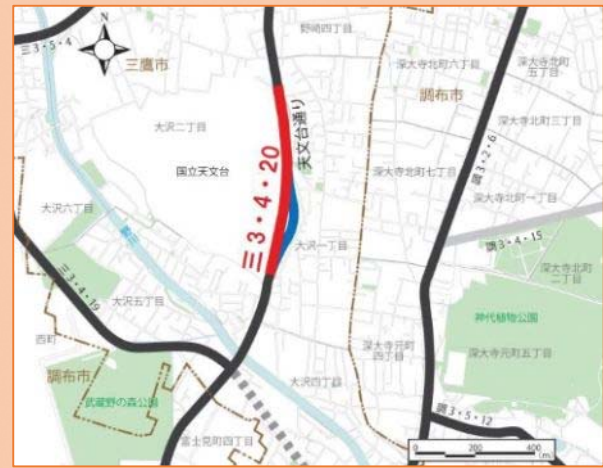 N
三3・5・4
三鷹市
野崎四丁目
深大寺北町六丁目
深大寺北町
五丁目
調布市
大沢二丁目
天文台通り
深大寺北町三丁目
国立天文台
三3・4・20
深大寺北町七丁目
調3・2・6
深大寺北町一丁目
大沢六丁目
野川
大沢一丁目
調3・4・15
深大寺北町
二丁目
三3・4・19
大沢五丁目
神代植物公園
西町
深大寺元町
四丁目
深大寺元町五丁目
調布市
大沢四丁目
武蔵野の森公園
富士見町四丁目
調3・5・12
0 200 400
(m)